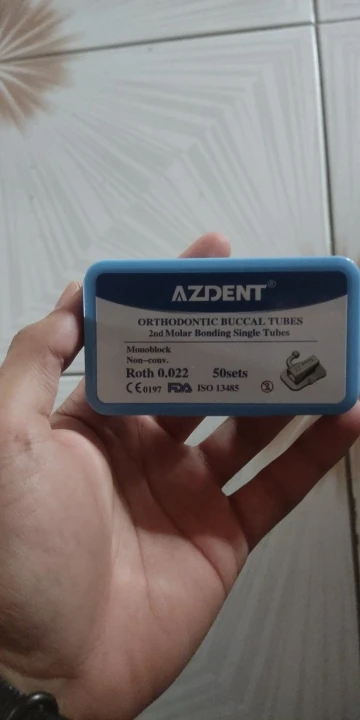 AZDENT®
ORTHODONTIC BUCCAL TUBES
2nd Molar Bonding Single Tubes
Monoblock
Non-conv.
Roth 0.022 50sets
CE 0197 FDA ISO 13485